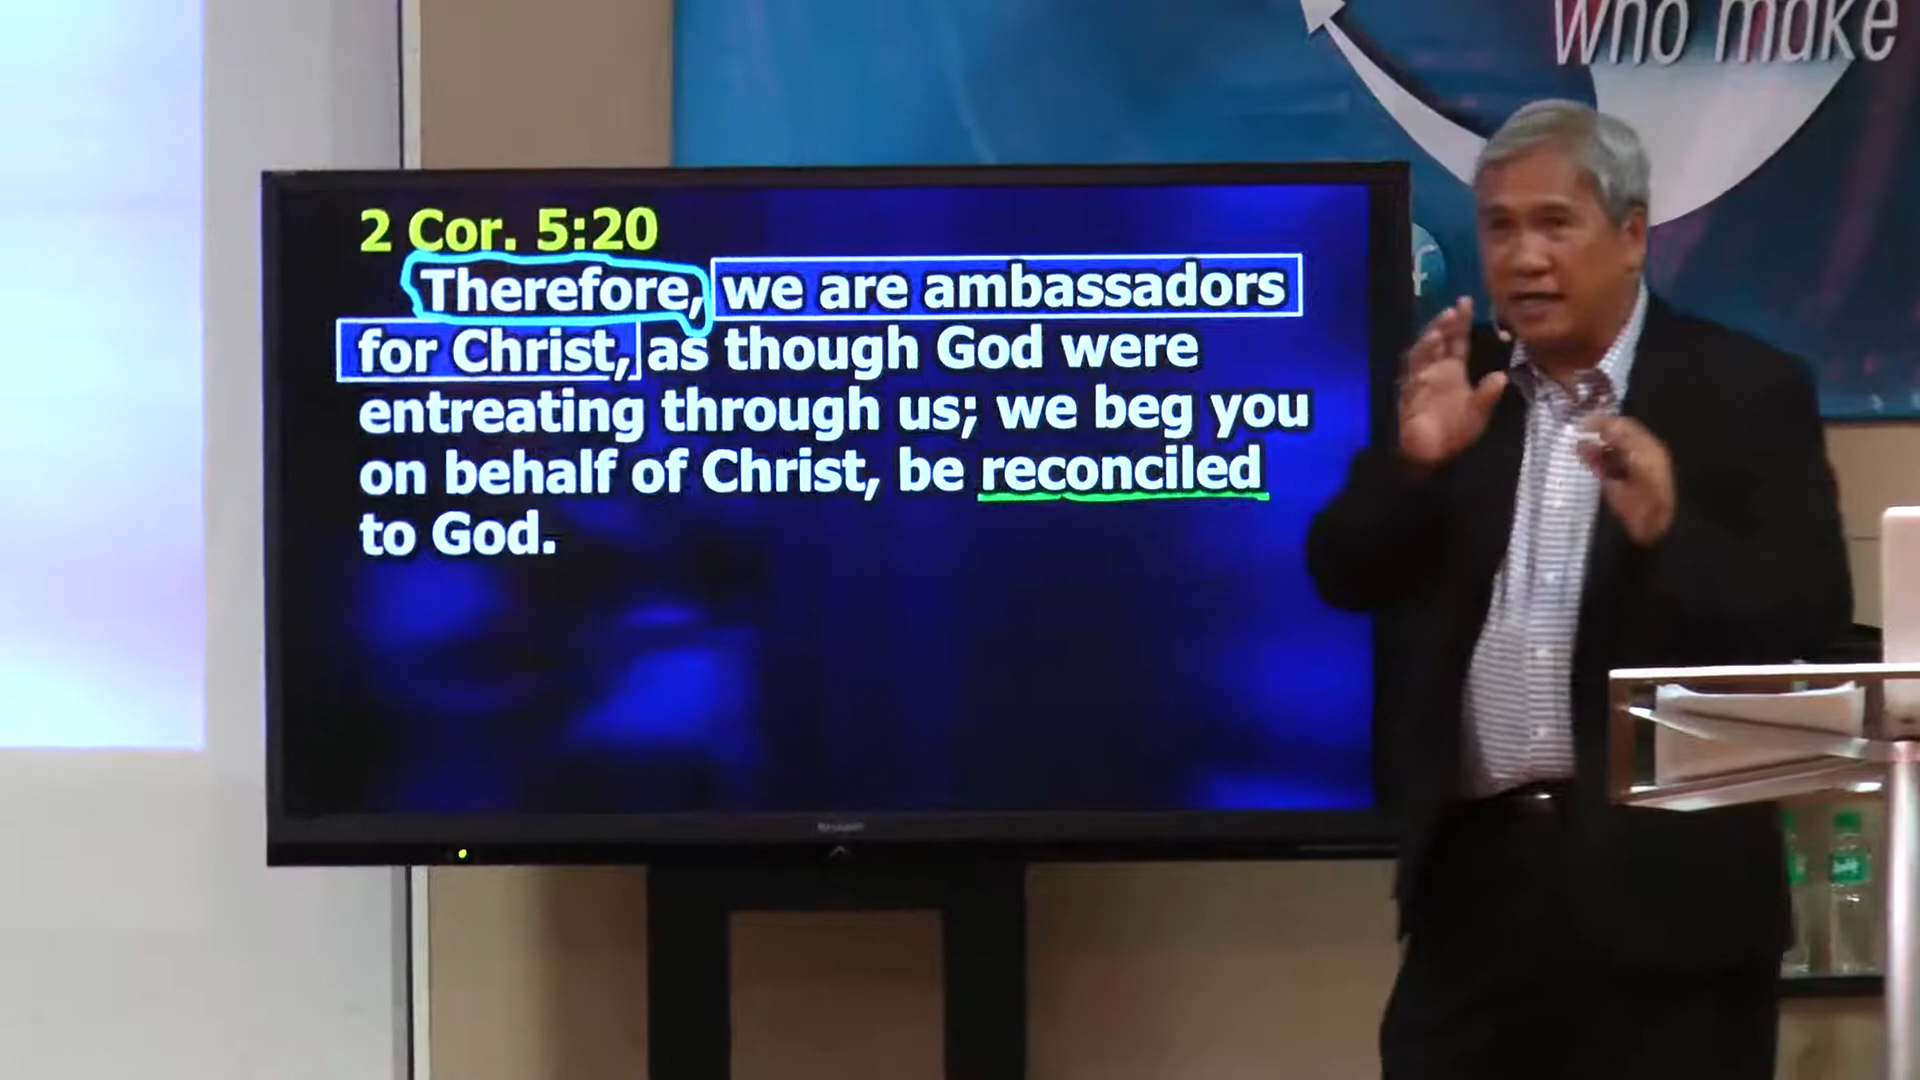 who make
2 Cor. 5:20
Therefore, we are ambassadors
for Christ, as though God were
entreating through us; we beg you
on behalf of Christ, be reconciled
to God.
f